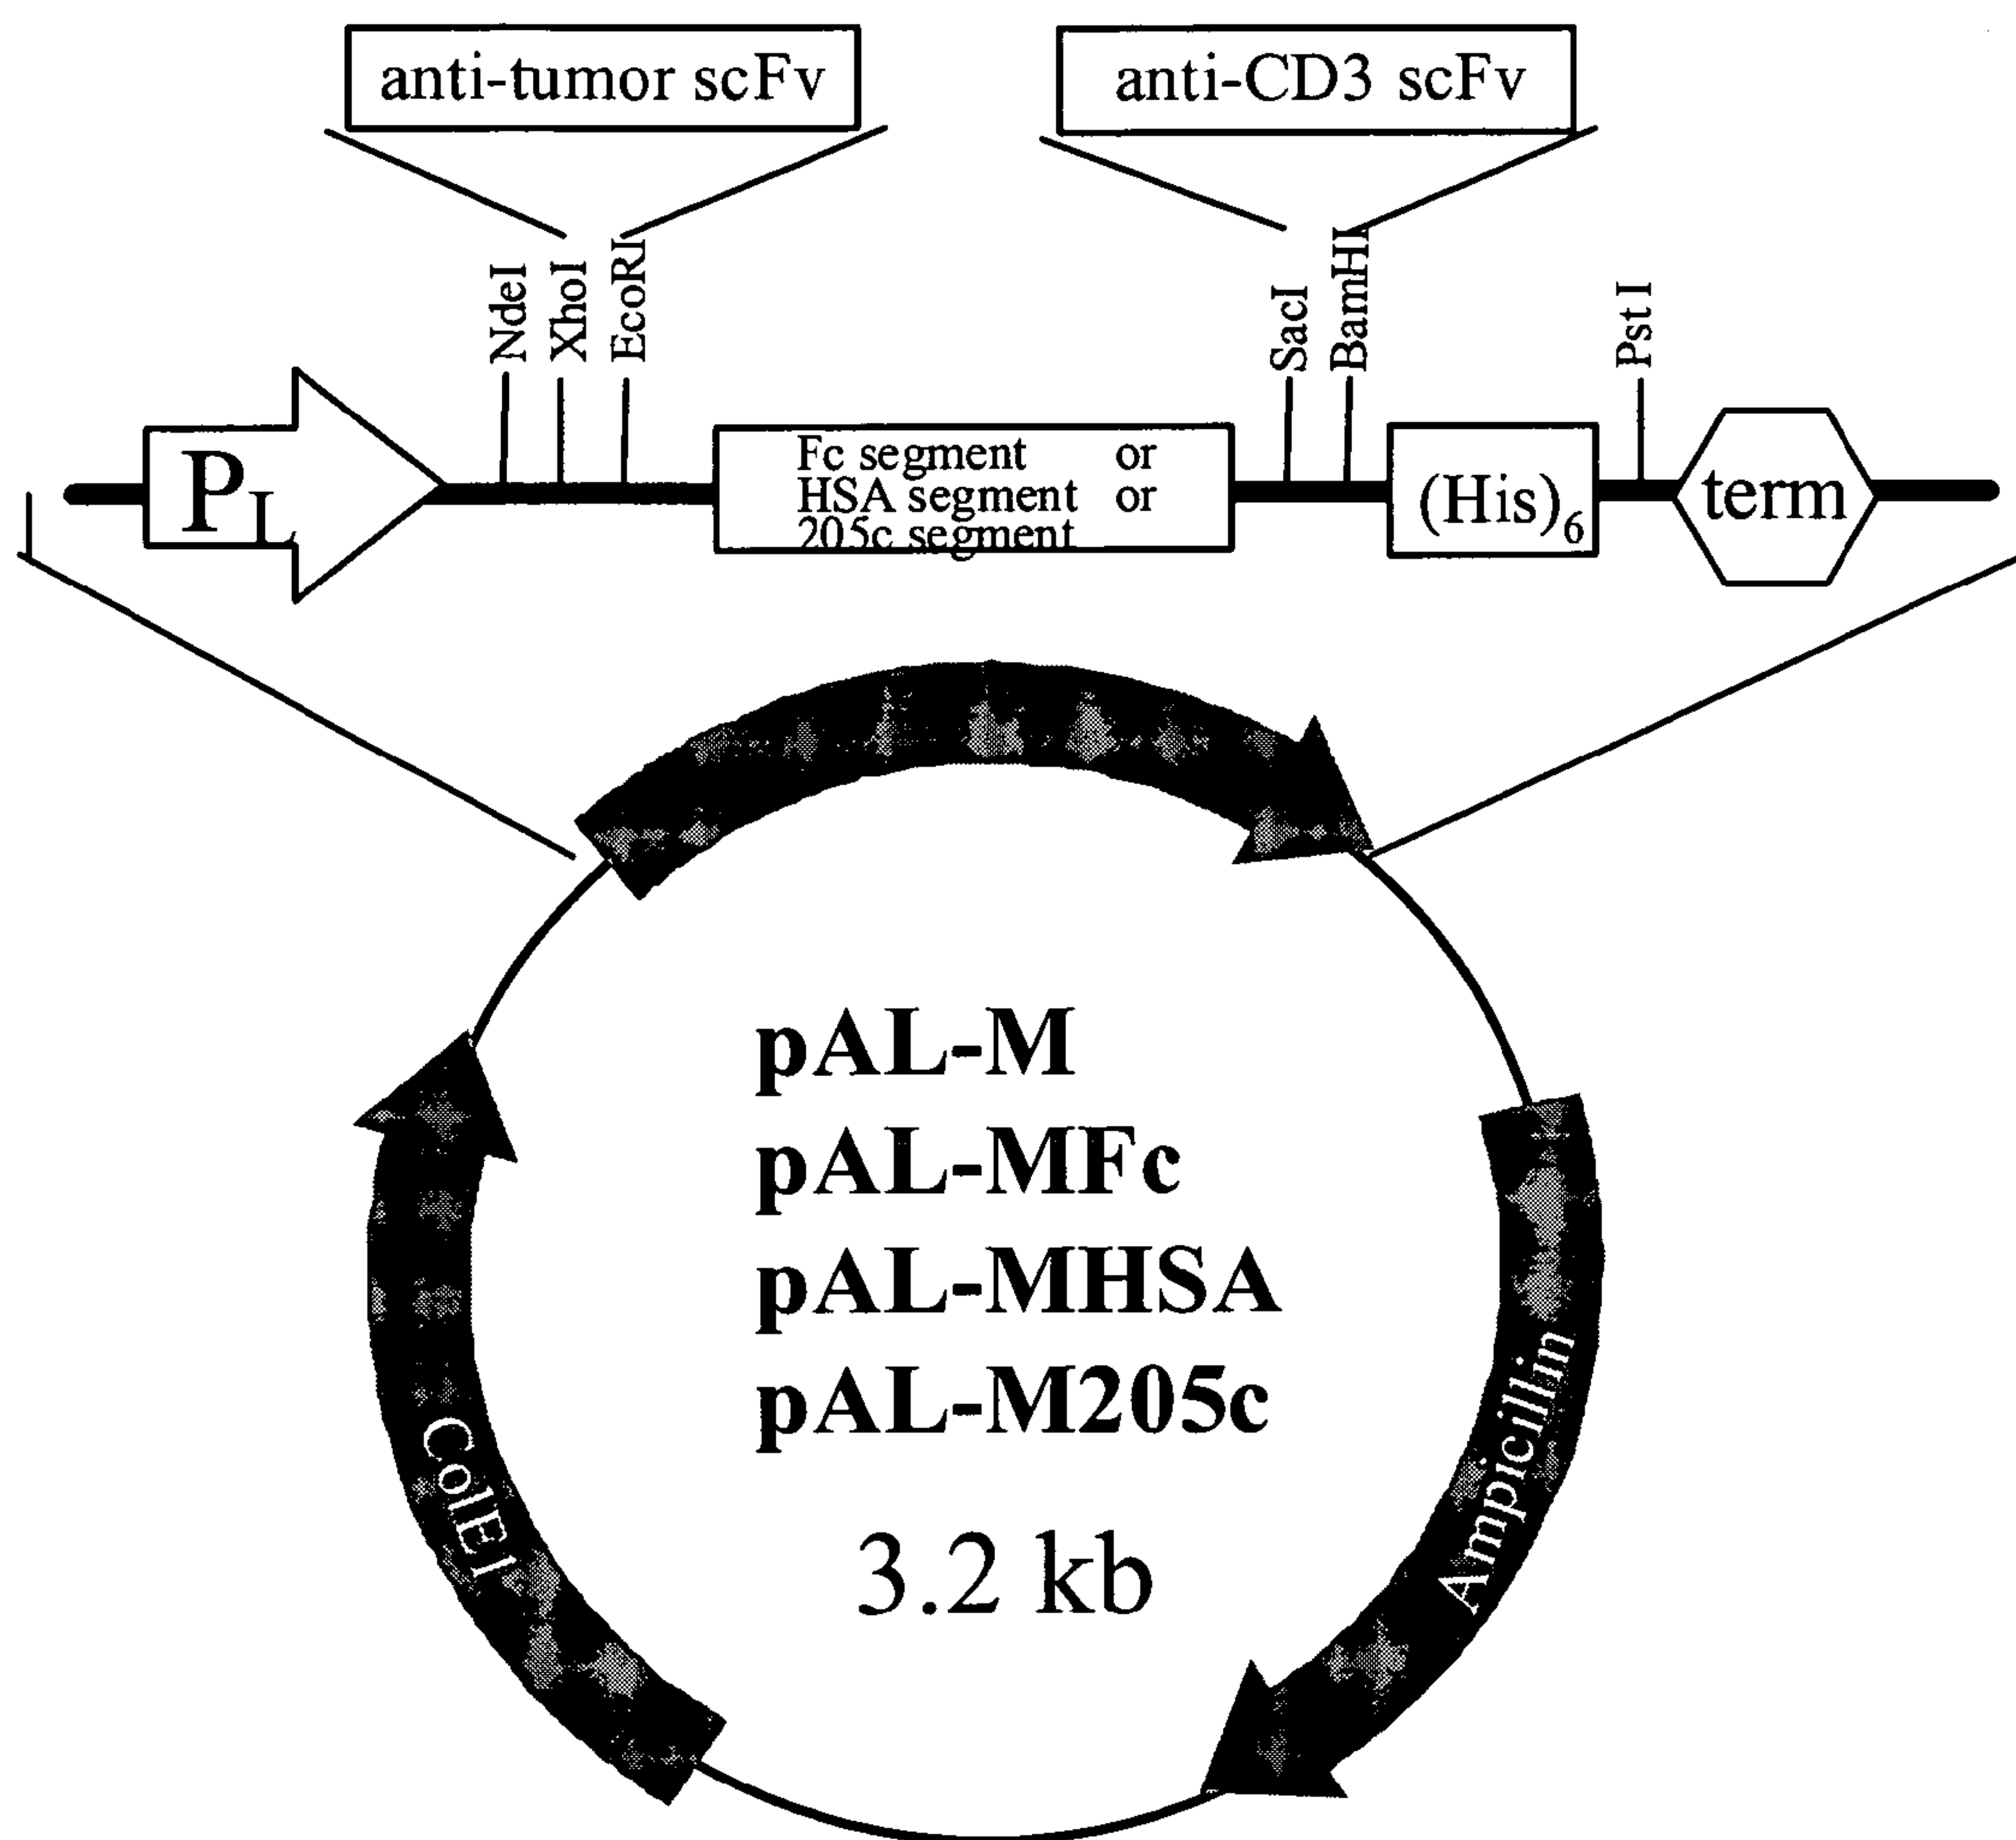 anti-tumor scFv
anti-CD3 scFv
NdeI
XhoI
EcoRI
SacI
BamHI
Pst I
PL
Fc segment or
HSA segment or
205c segment
(His)6
term
pAL-M
pAL-MFc
pAL-MHSA
pAL-M205c
3.2 kb
ColEI
Ampicillin